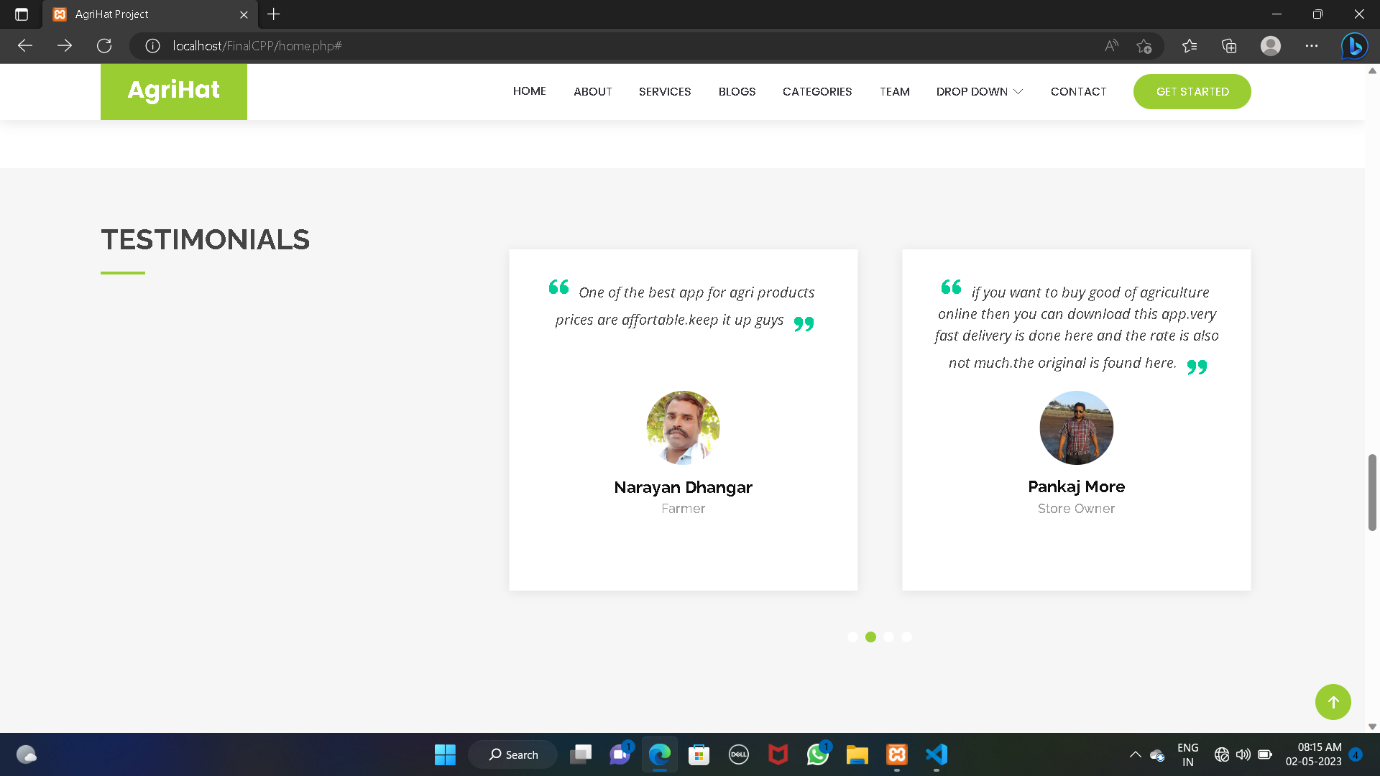 AgriHat Project
localhost/FinalCPP/home.php#
AgriHat
HOME ABOUT SERVICES BLOGS CATEGORIES TEAM DROP DOWN CONTACT GET STARTED
TESTIMONIALS
One of the best app for agri products
prices are affortable.keep it up guys
Narayan Dhangar
Farmer
if you want to buy good of agriculture
online then you can download this app.very
fast delivery is done here and the rate is also
not much.the original is found here.
Pankaj More
Store Owner
Search
DELL
1
1
ENG
IN
08:15 AM
02-05-2023
4